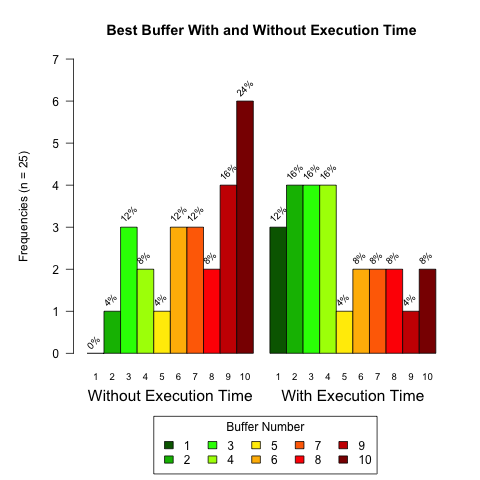 Best Buffer With and Without Execution Time
Frequencies (n = 25)
7
6
5
4
3
2
1
0
0% 4% 12% 8% 4% 12% 12% 8% 16% 24% 12% 16% 16% 16% 4% 8% 8% 8% 4% 8%
1 2 3 4 5 6 7 8 9 10 1 2 3 4 5 6 7 8 9 10
Without Execution Time With Execution Time
Buffer Number
1 3 5 7 9
2 4 6 8 10